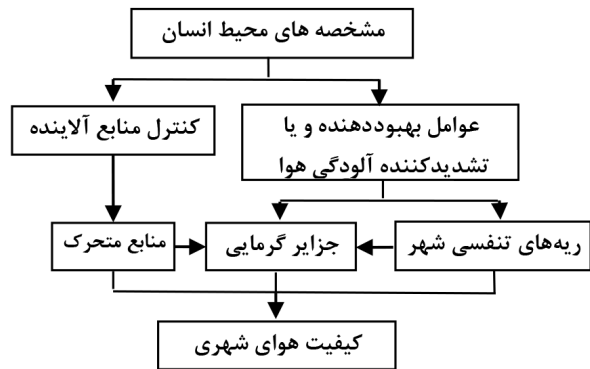 مشخصه های محیط انسان
عوامل بهبوددهنده و یا
تشدیدکننده آلودگی هوا
کنترل منابع آلاینده
ریه‌های تنفسی شهر
جزایر گرمایی
منابع متحرک
کیفیت هوای شهری